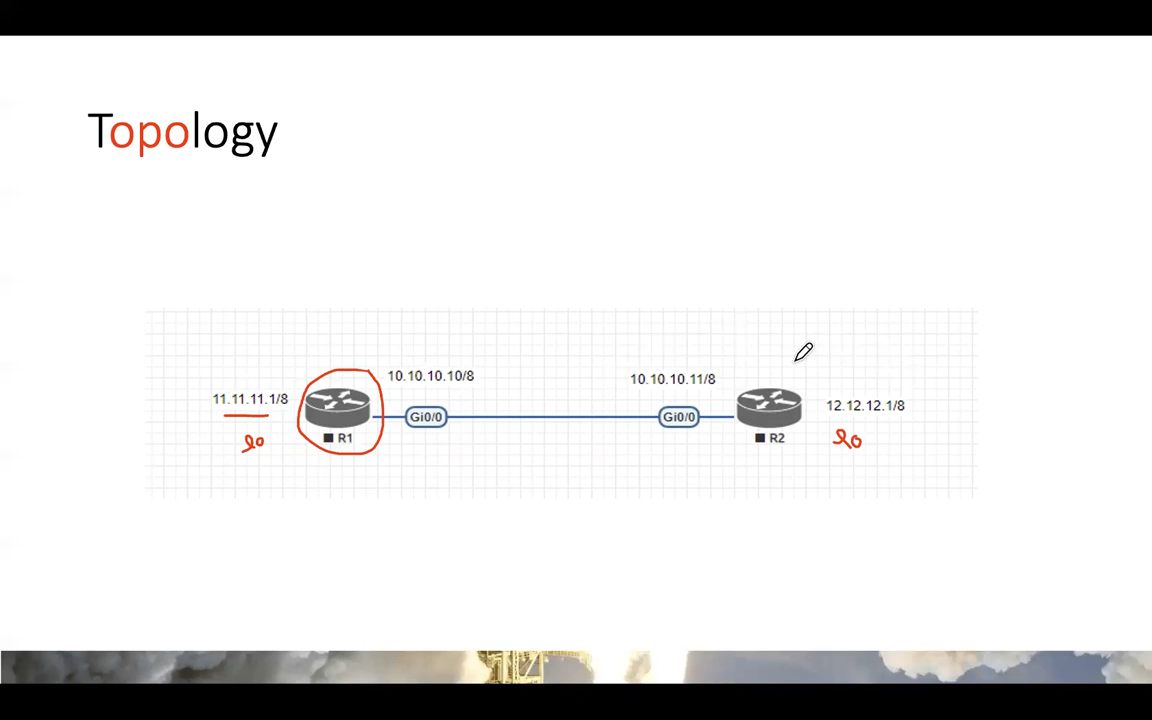 Topology
10.10.10.10/8
10.10.10.11/8
11.11.11.1/8
12.12.12.1/8
Gi0/0
Gi0/0
lo
lo
R1
R2